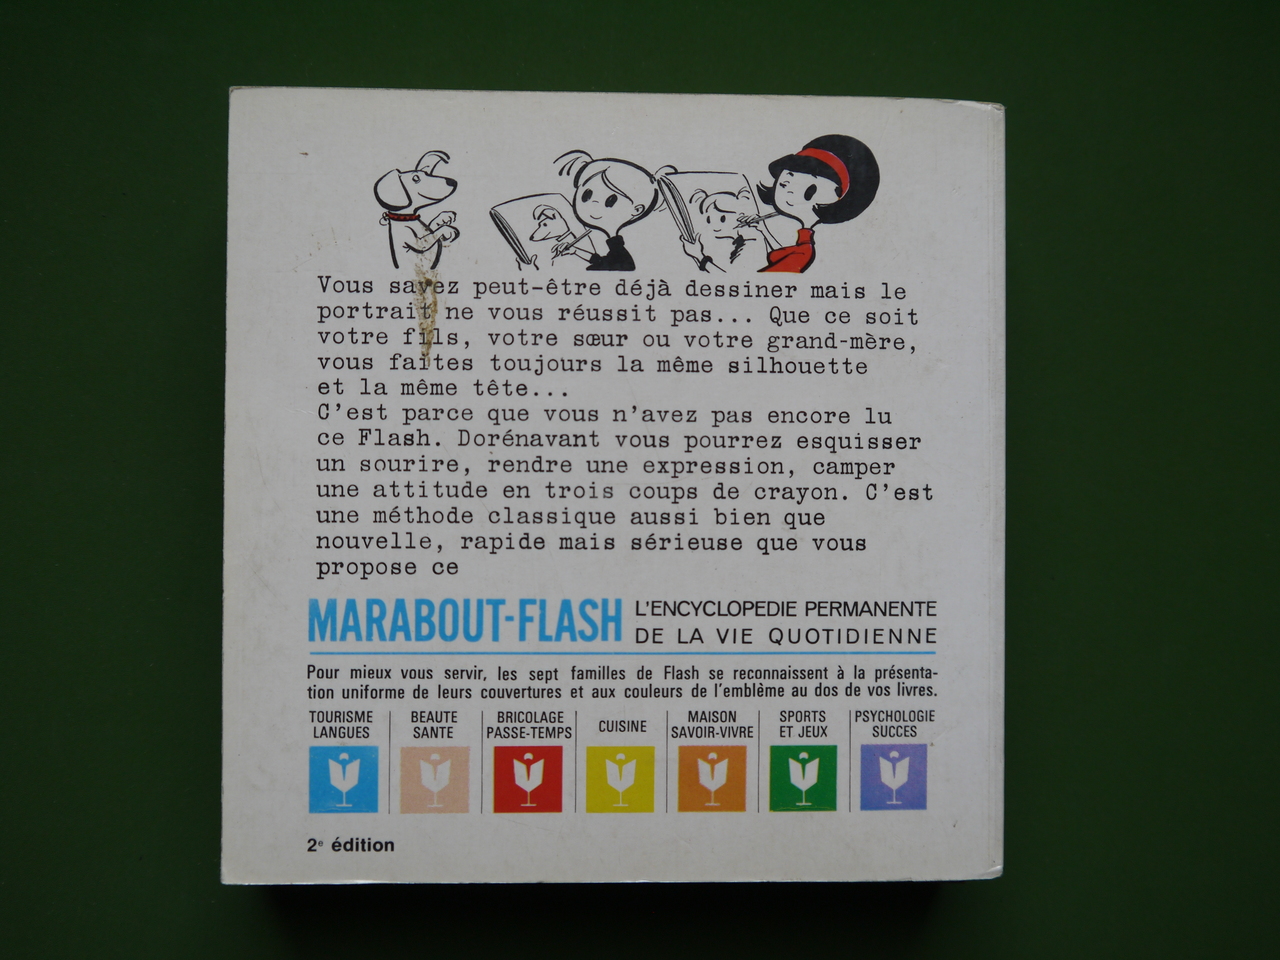 Vous savez peut-être déjà dessiner mais le
portrait ne vous réussit pas... Que ce soit
votre fils, votre sœur ou votre grand-mère,
vous faites toujours la même silhouette
et la même tête...
C'est parce que vous n'avez pas encore lu
ce Flash. Dorénavant vous pourrez esquisser
un sourire, rendre une expression, camper
une attitude en trois coups de crayon. C'est
une méthode classique aussi bien que
nouvelle, rapide mais sérieuse que vous
propose ce
MARABOUT-FLASH
L'ENCYCLOPEDIE PERMANENTE
DE LA VIE QUOTIDIENNE
Pour mieux vous servir, les sept familles de Flash se reconnaissent à la présenta-
tion uniforme de leurs couvertures et aux couleurs de l'emblème au dos de vos livres.
TOURISME
LANGUES
BEAUTE
SANTE
BRICOLAGE
PASSE-TEMPS
CUISINE
MAISON
SAVOIR-VIVRE
SPORTS
ET JEUX
PSYCHOLOGIE
SUCCES
2e édition